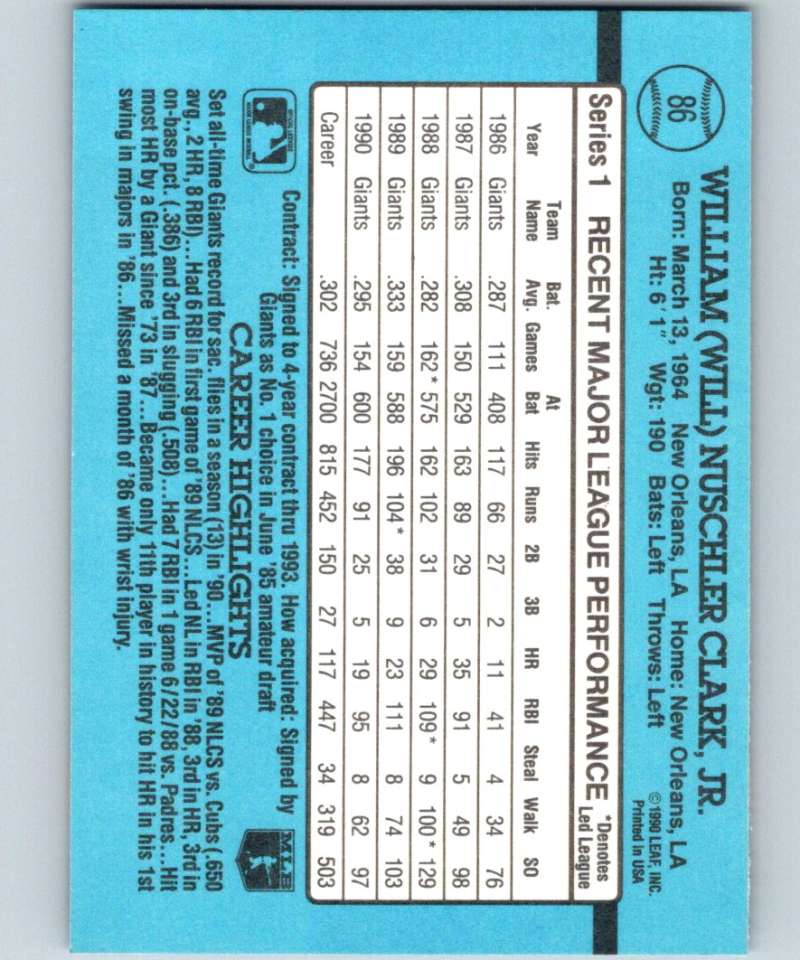 86
WILLIAM (WILL) NUSCHLER CLARK, JR.
Born: March 13, 1964 New Orleans, LA Home: New Orleans, LA
Ht: 6'1" Wgt: 190 Bats: Left Throws: Left
©1990 LEAF, INC.
Printed in USA
Series 1 RECENT MAJOR LEAGUE PERFORMANCE *Denotes Led League
Year Team Name Bat. Avg. Games At Bat Hits Runs 2B 3B HR RBI Steal Walk SO
1986 Giants .287 111 408 117 66 27 2 11 41 4 34 76
1987 Giants .308 150 529 163 89 29 5 35 91 5 49 98
1988 Giants .282 162* 575 162 102 31 6 29 109* 9 100* 129
1989 Giants .333 159 588 196 104* 38 9 23 111 8 74 103
1990 Giants .295 154 600 177 91 25 5 19 95 8 62 97
Career .302 736 2700 815 452 150 27 117 447 34 319 503
Contract: Signed to 4-year contract thru 1993. How acquired: Signed by
Giants as No. 1 choice in June '85 amateur draft
MLB
CAREER HIGHLIGHTS
Set all-time Giants record for sac. flies in a season (13) in '90...MVP of '89 NLCS vs. Cubs (.650
avg., 2 HR, 8 RBI)...Had 6 RBI in first game of '89 NLCS...Led NL in RBI in '88, 3rd in HR, 3rd in
on-base pct. (.386) and 3rd in slugging (.508)...Had 7 RBI in 1 game 6/22/88 vs. Padres...Hit
most HR by a Giant since '73 in '87...Became only 11th player in history to hit HR in his 1st
swing in majors in '86...Missed a month of '86 with wrist injury.